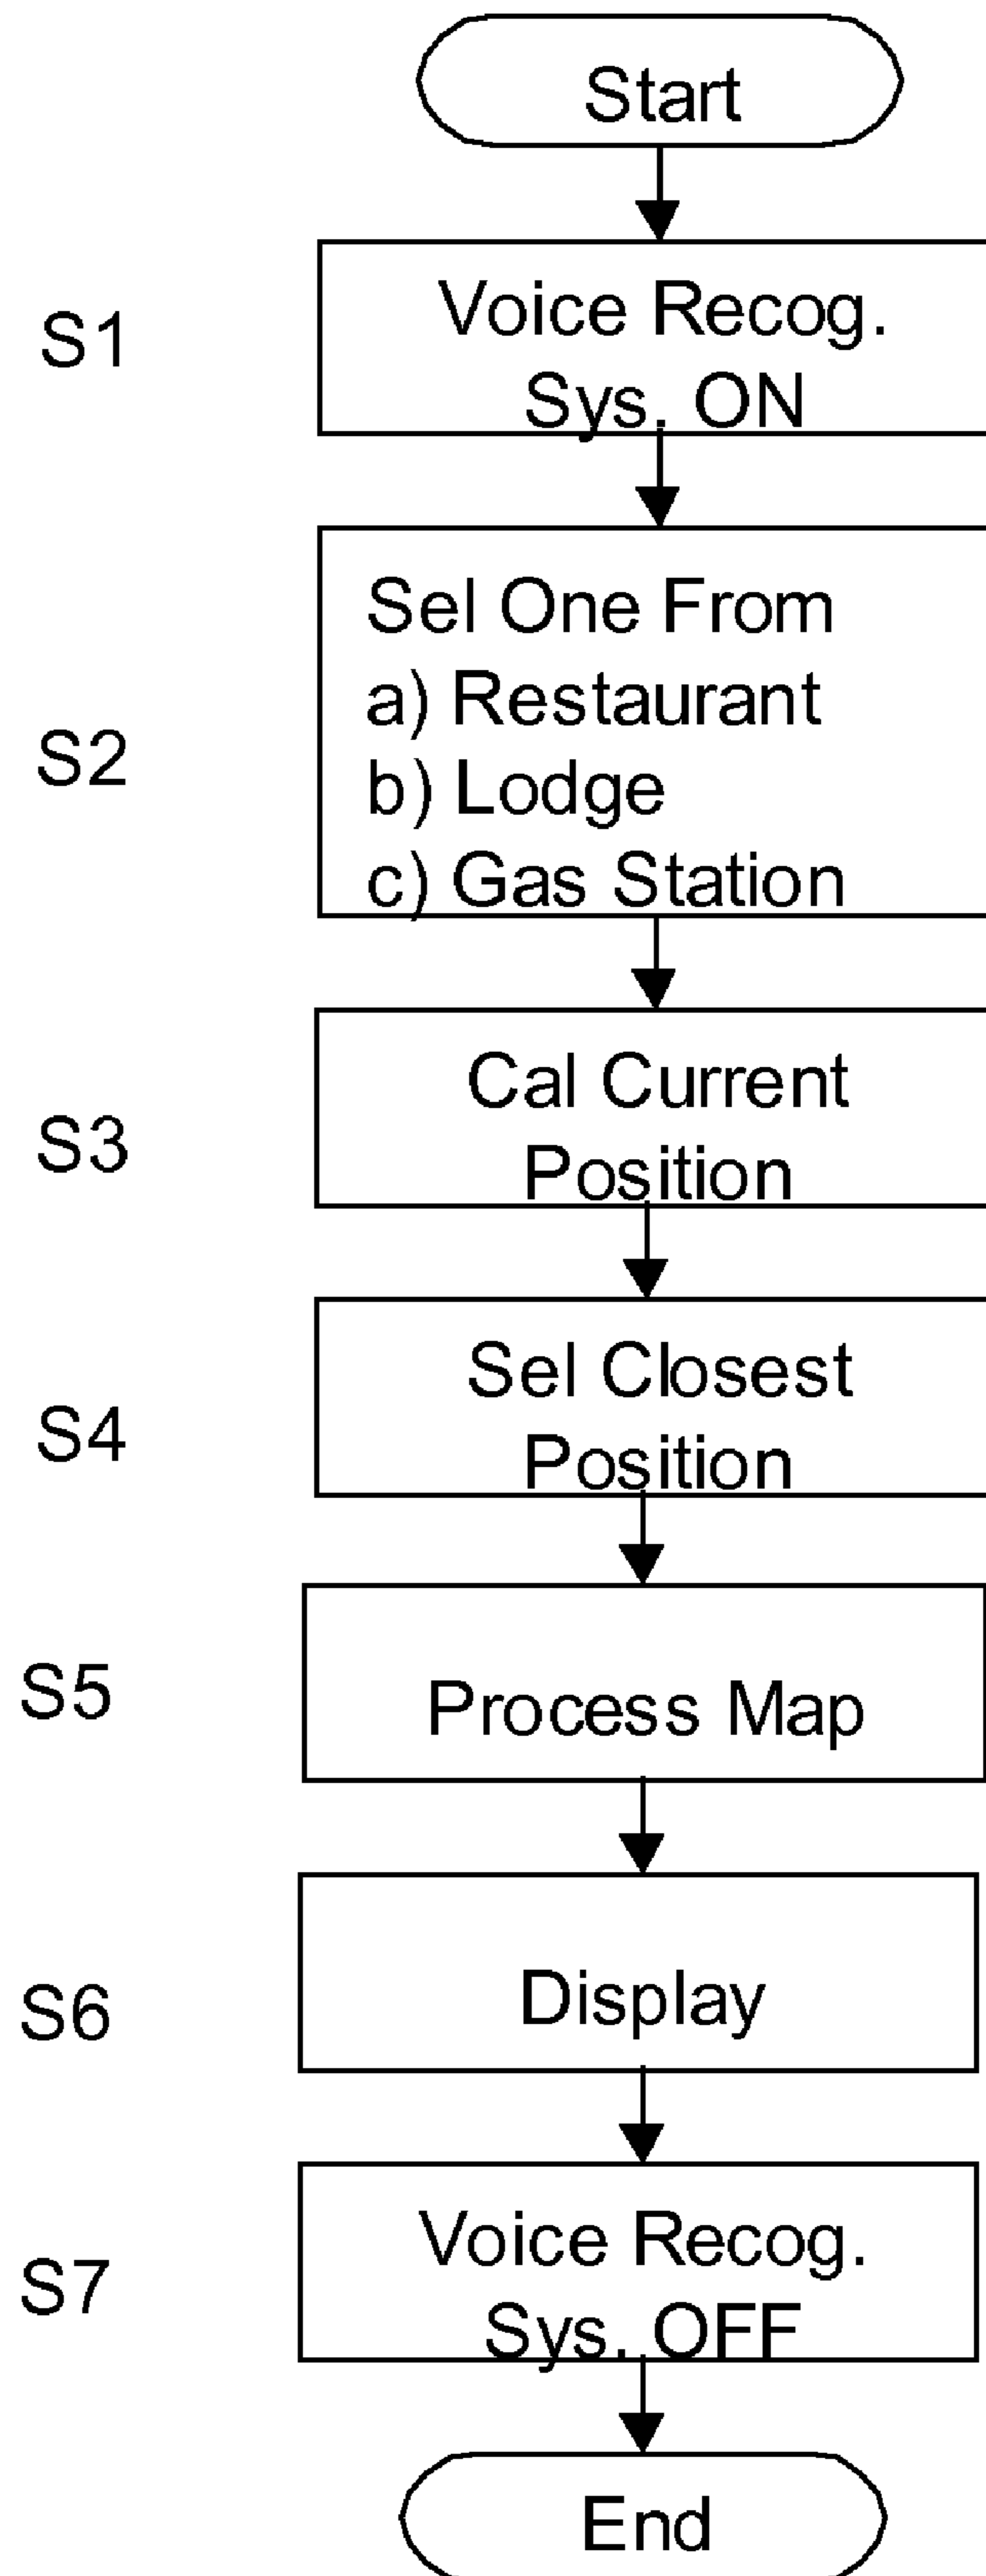 Start
S1
Voice Recog.
Sys. ON
S2
Sel One From
a) Restaurant
b) Lodge
c) Gas Station
S3
Cal Current
Position
S4
Sel Closest
Position
S5
Process Map
S6
Display
S7
Voice Recog.
Sys. OFF
End